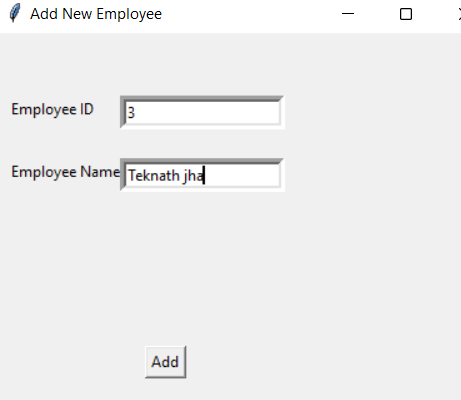 Add New Employee
Employee ID 3
Employee Name Teknath jha
Add